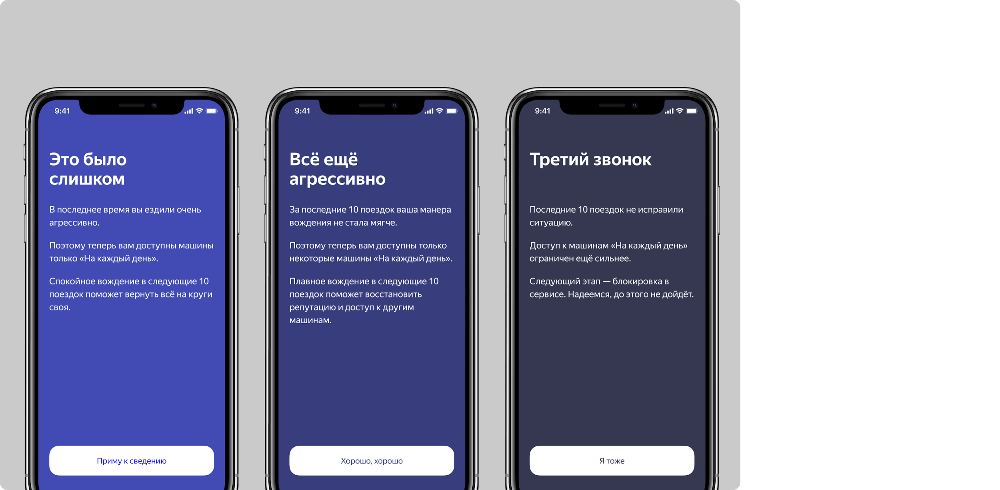 9:41
Это было
слишком
В последнее время вы ездили очень
агрессивно.
Поэтому теперь вам доступны машины
только «На каждый день».
Спокойное вождение в следующие 10
поездок поможет вернуть всё на круги
своя.
Приму к сведению
9:41
Всё ещё
агрессивно
За последние 10 поездок ваша манера
вождения не стала мягче.
Поэтому теперь вам доступны только
некоторые машины «На каждый день».
Плавное вождение в следующие 10
поездок поможет восстановить
репутацию и доступ к другим
машинам.
Хорошо, хорошо
9:41
Третий звонок
Последние 10 поездок не исправили
ситуацию.
Доступ к машинам «На каждый день»
ограничен ещё сильнее.
Следующий этап — блокировка в
сервисе. Надеемся, до этого не дойдёт.
Я тоже